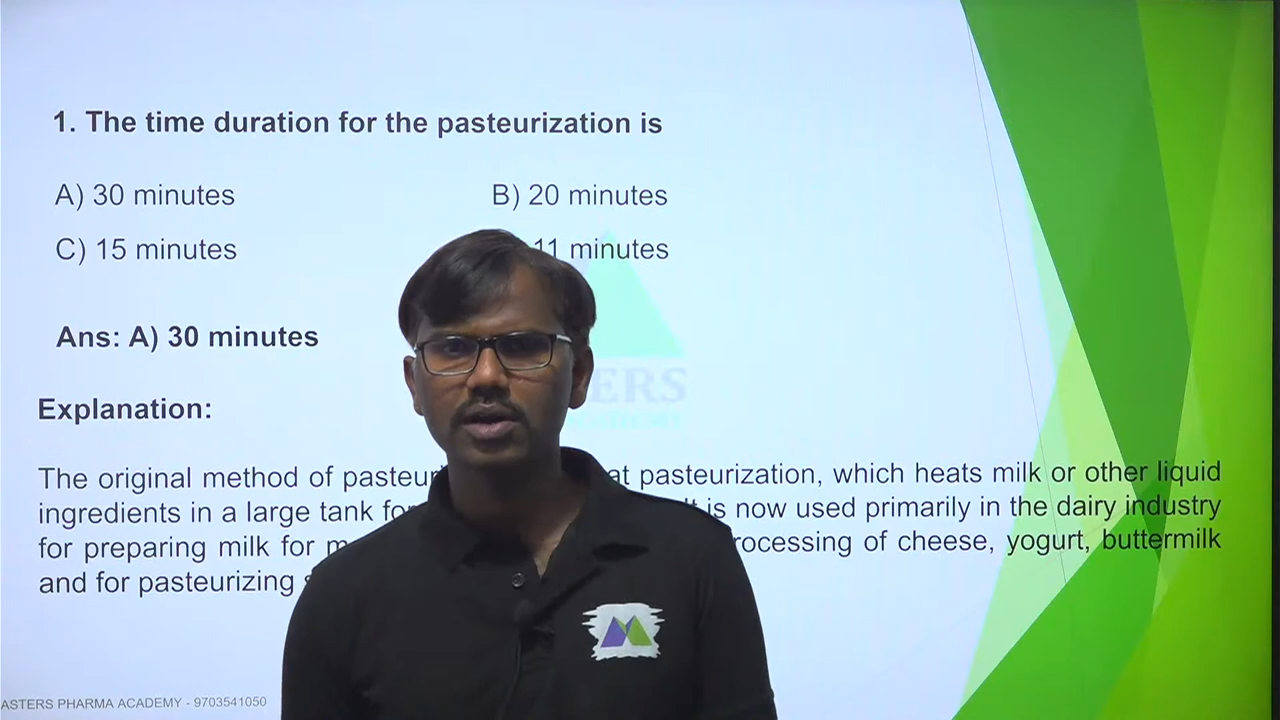 1. The time duration for the pasteurization is
A) 30 minutes B) 20 minutes
C) 15 minutes 11 minutes
Ans: A) 30 minutes
Explanation:
The original method of pasteur at pasteurization, which heats milk or other liquid
ingredients in a large tank for It is now used primarily in the dairy industry
for preparing milk for rocessing of cheese, yogurt, buttermilk
and for pasteurizing
ERS
ASTERS PHARMA ACADEMY - 9703541050